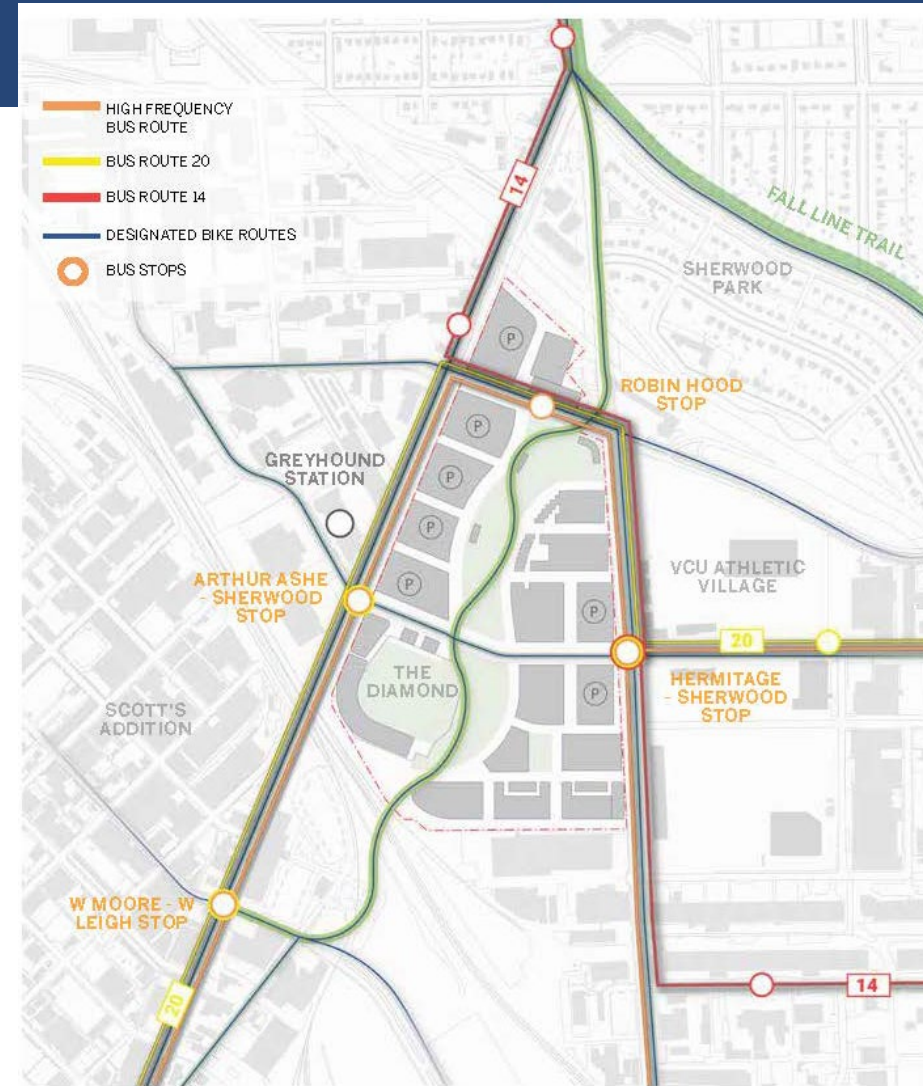 HIGH FREQUENCY
BUS ROUTE
BUS ROUTE 20
BUS ROUTE 14
DESIGNATED BIKE ROUTES
BUS STOPS
14
FALL LINE TRAIL
SHERWOOD
PARK
P
ROBIN HOOD
STOP
P
GREYHOUND
STATION
P
P
VCU ATHLETIC
VILLAGE
ARTHUR ASHE
- SHERWOOD
STOP
P
P
20
THE
DIAMOND
HERMITAGE
- SHERWOOD
STOP
P
SCOTT'S
ADDITION
W MOORE - W
LEIGH STOP
14
20